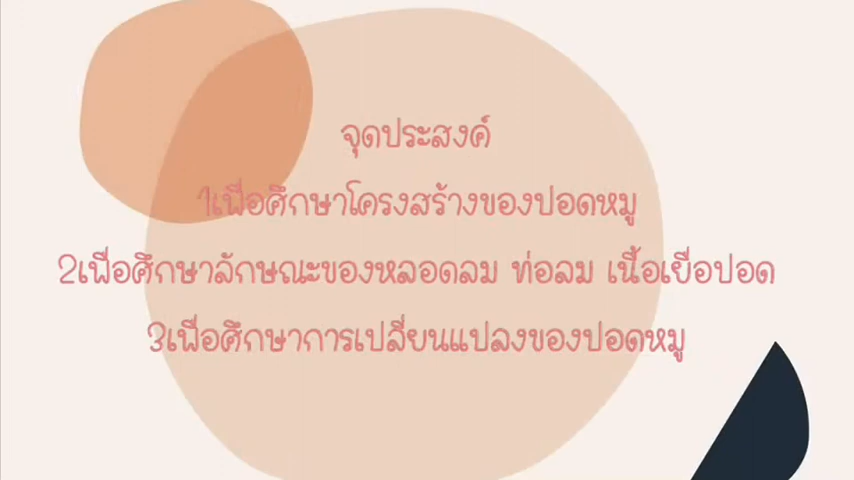 จุดประสงค์
1เพื่อศึกษาโครงสร้างของปอดหมู
2เพื่อศึกษาลักษณะของหลอดลม ท่อลม เนื้อเยื่อปอด
3เพื่อศึกษาการเปลี่ยนแปลงของปอดหมู